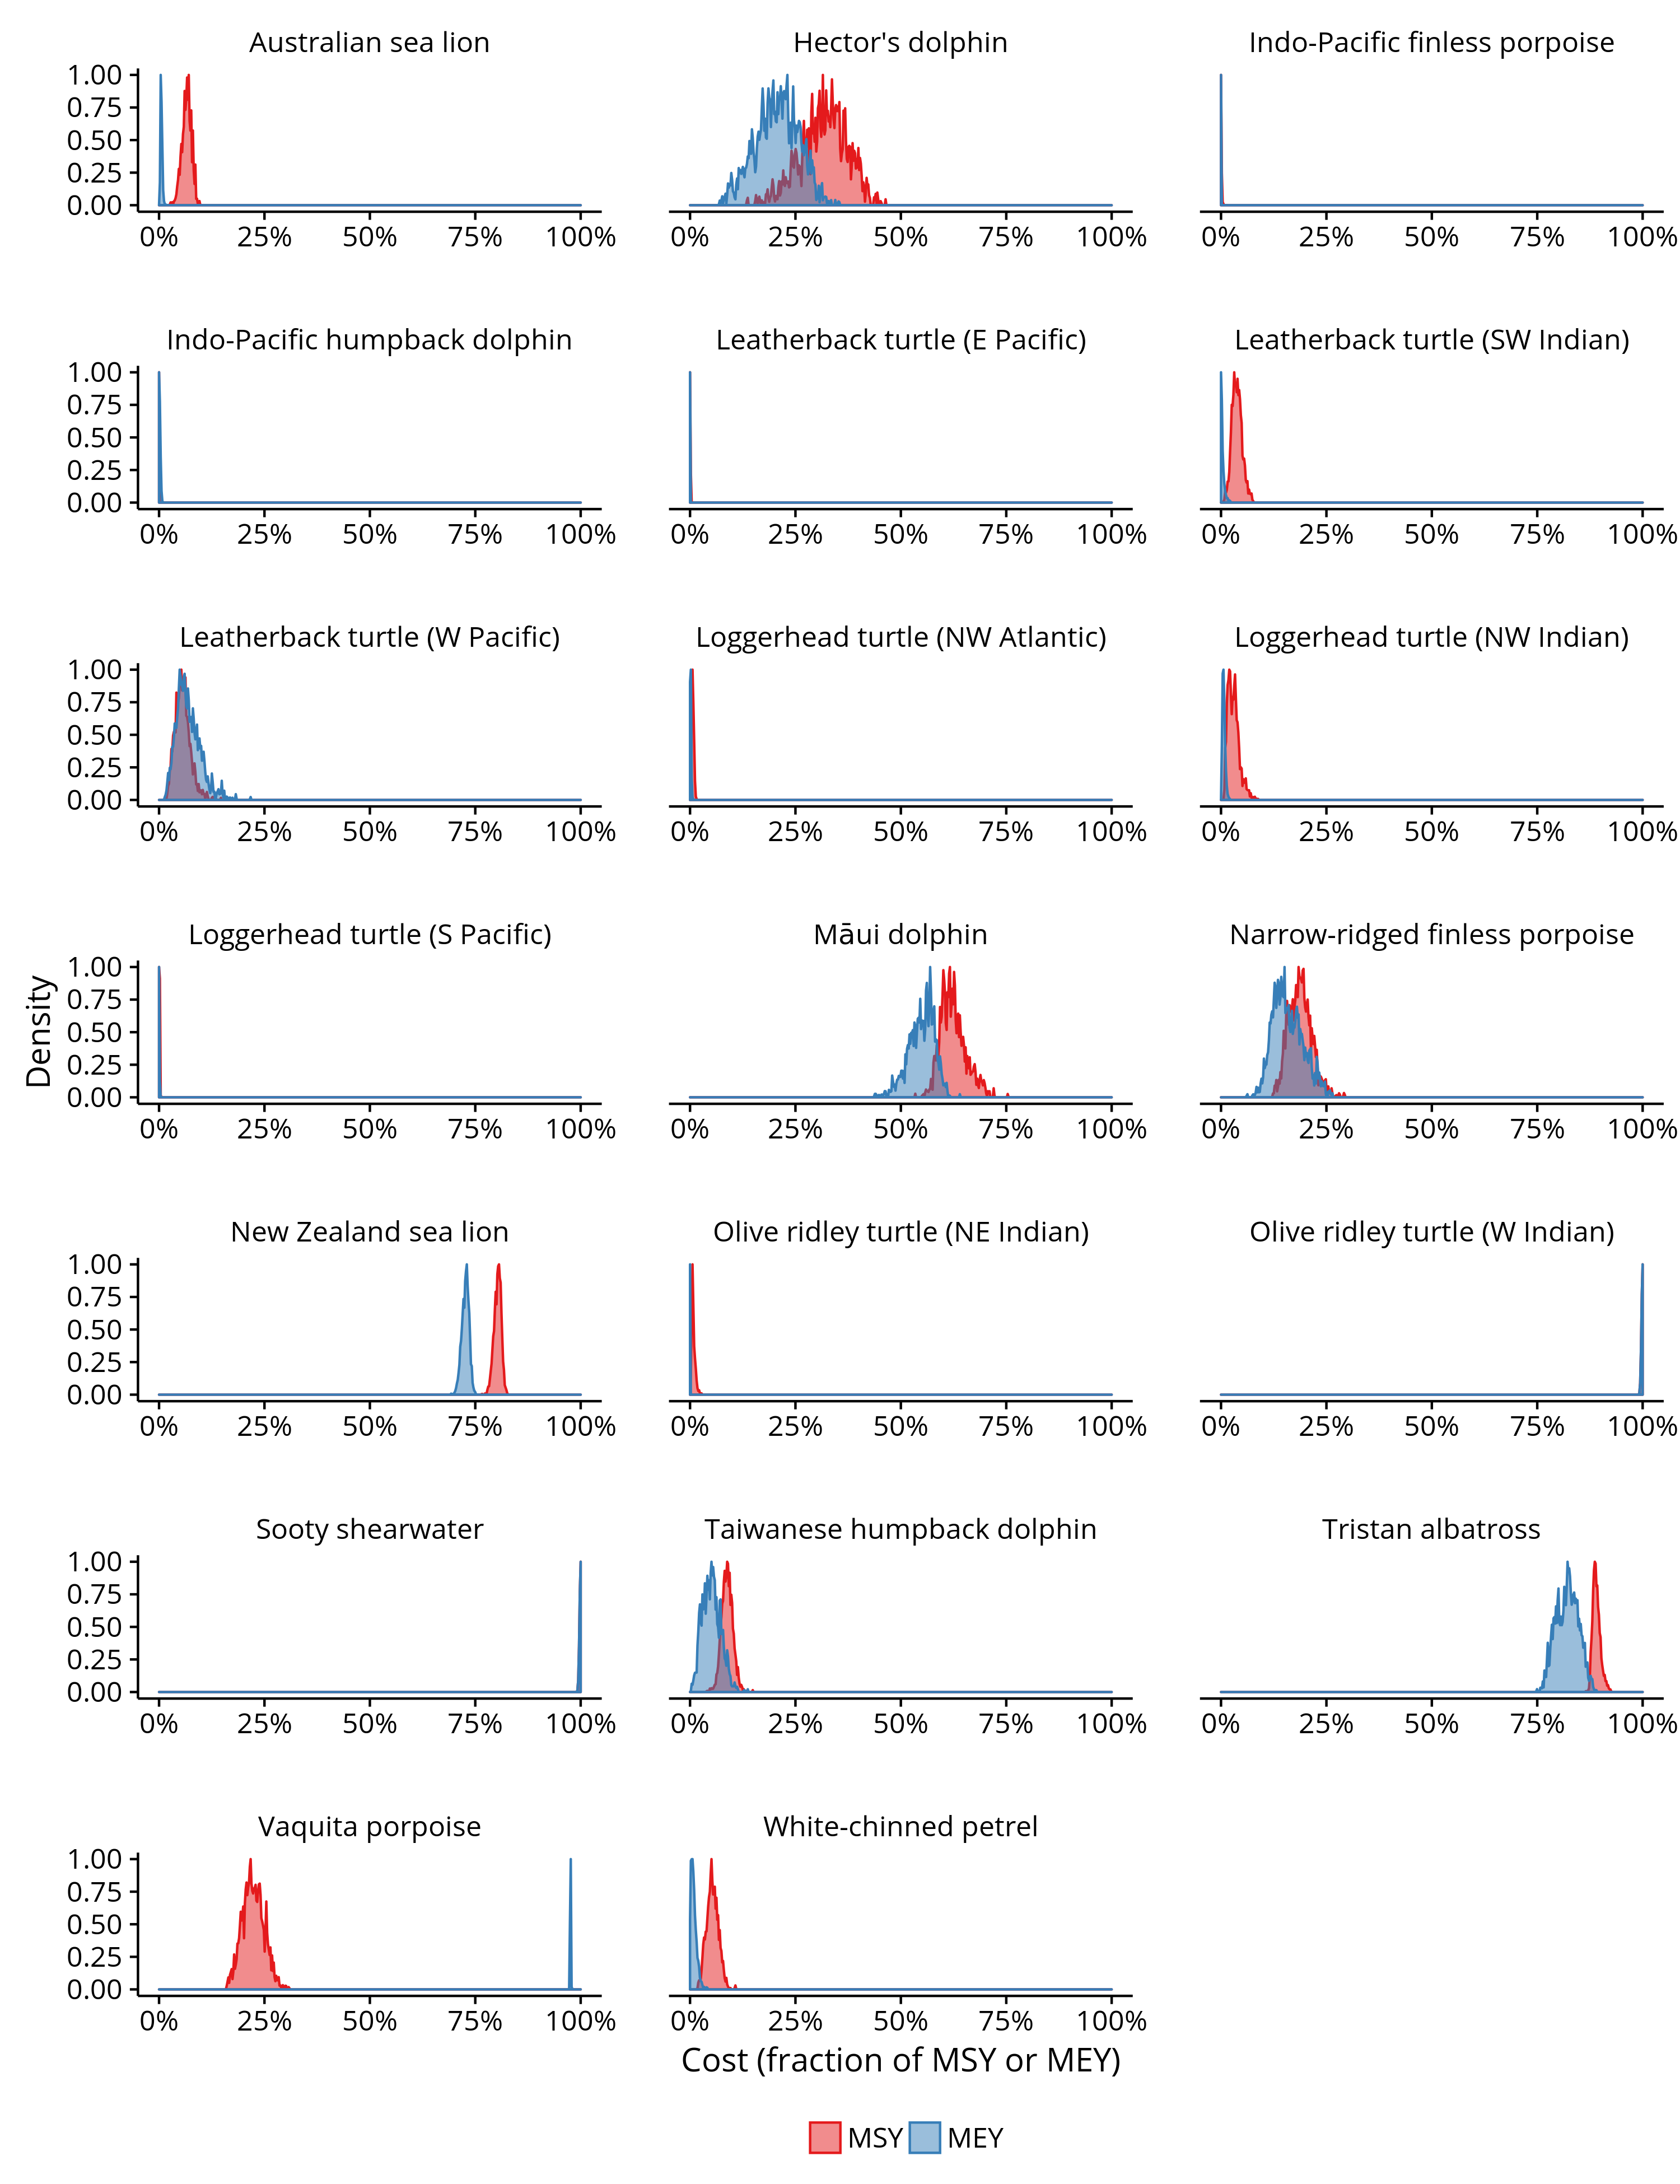 Australian sea lion
Hector's dolphin
Indo-Pacific finless porpoise
1.00
0.75
0.50
0.25
0.00
0% 25% 50% 75% 100%
0% 25% 50% 75% 100%
0% 25% 50% 75% 100%
Indo-Pacific humpback dolphin
Leatherback turtle (E Pacific)
Leatherback turtle (SW Indian)
1.00
0.75
0.50
0.25
0.00
0% 25% 50% 75% 100%
0% 25% 50% 75% 100%
0% 25% 50% 75% 100%
Leatherback turtle (W Pacific)
Loggerhead turtle (NW Atlantic)
Loggerhead turtle (NW Indian)
1.00
0.75
0.50
0.25
0.00
0% 25% 50% 75% 100%
0% 25% 50% 75% 100%
0% 25% 50% 75% 100%
Loggerhead turtle (S Pacific)
Māui dolphin
Narrow-ridged finless porpoise
Density
1.00
0.75
0.50
0.25
0.00
0% 25% 50% 75% 100%
0% 25% 50% 75% 100%
0% 25% 50% 75% 100%
New Zealand sea lion
Olive ridley turtle (NE Indian)
Olive ridley turtle (W Indian)
1.00
0.75
0.50
0.25
0.00
0% 25% 50% 75% 100%
0% 25% 50% 75% 100%
0% 25% 50% 75% 100%
Sooty shearwater
Taiwanese humpback dolphin
Tristan albatross
1.00
0.75
0.50
0.25
0.00
0% 25% 50% 75% 100%
0% 25% 50% 75% 100%
0% 25% 50% 75% 100%
Vaquita porpoise
White-chinned petrel
1.00
0.75
0.50
0.25
0.00
0% 25% 50% 75% 100%
0% 25% 50% 75% 100%
Cost (fraction of MSY or MEY)
MSY MEY